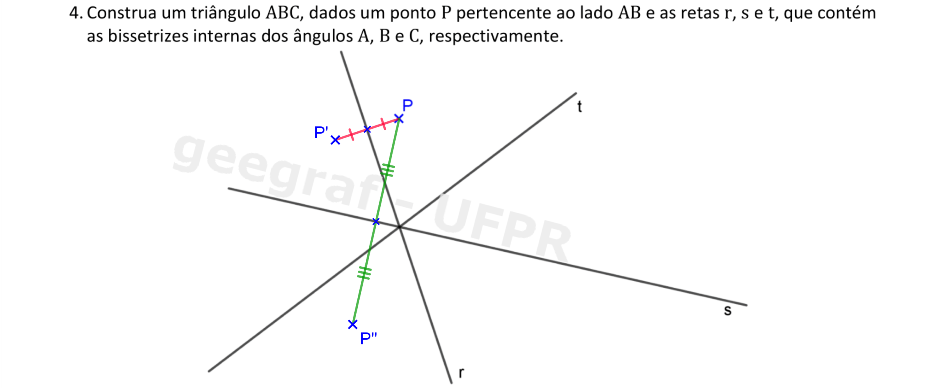 4. Construa um triângulo ABC, dados um ponto P pertencente ao lado AB e as retas r, s e t, que contém
as bissetrizes internas dos ângulos A, B e C, respectivamente.
P
t
P'
geegraf - UFPR
s
P"
r